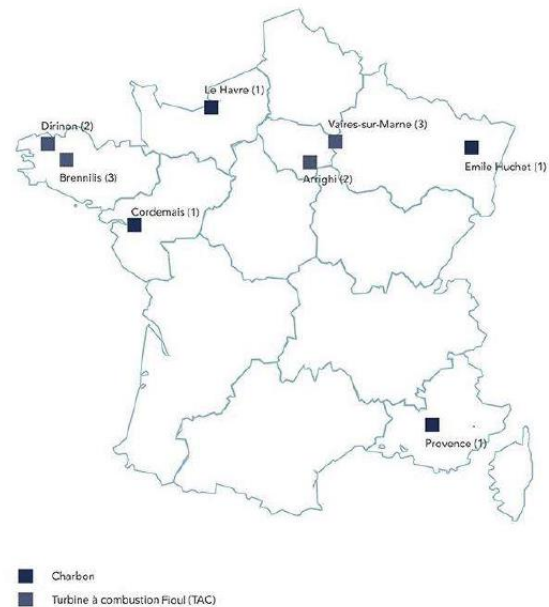 Le Havre (1)
Dirinon (2)
Vaires-sur-Marne (3)
Brennilis (3)
Arrighi (2)
Emile Huchet (1)
Cordemais (1)
Provence (1)
Charbon
Turbine à combustion Fioul (TAC)